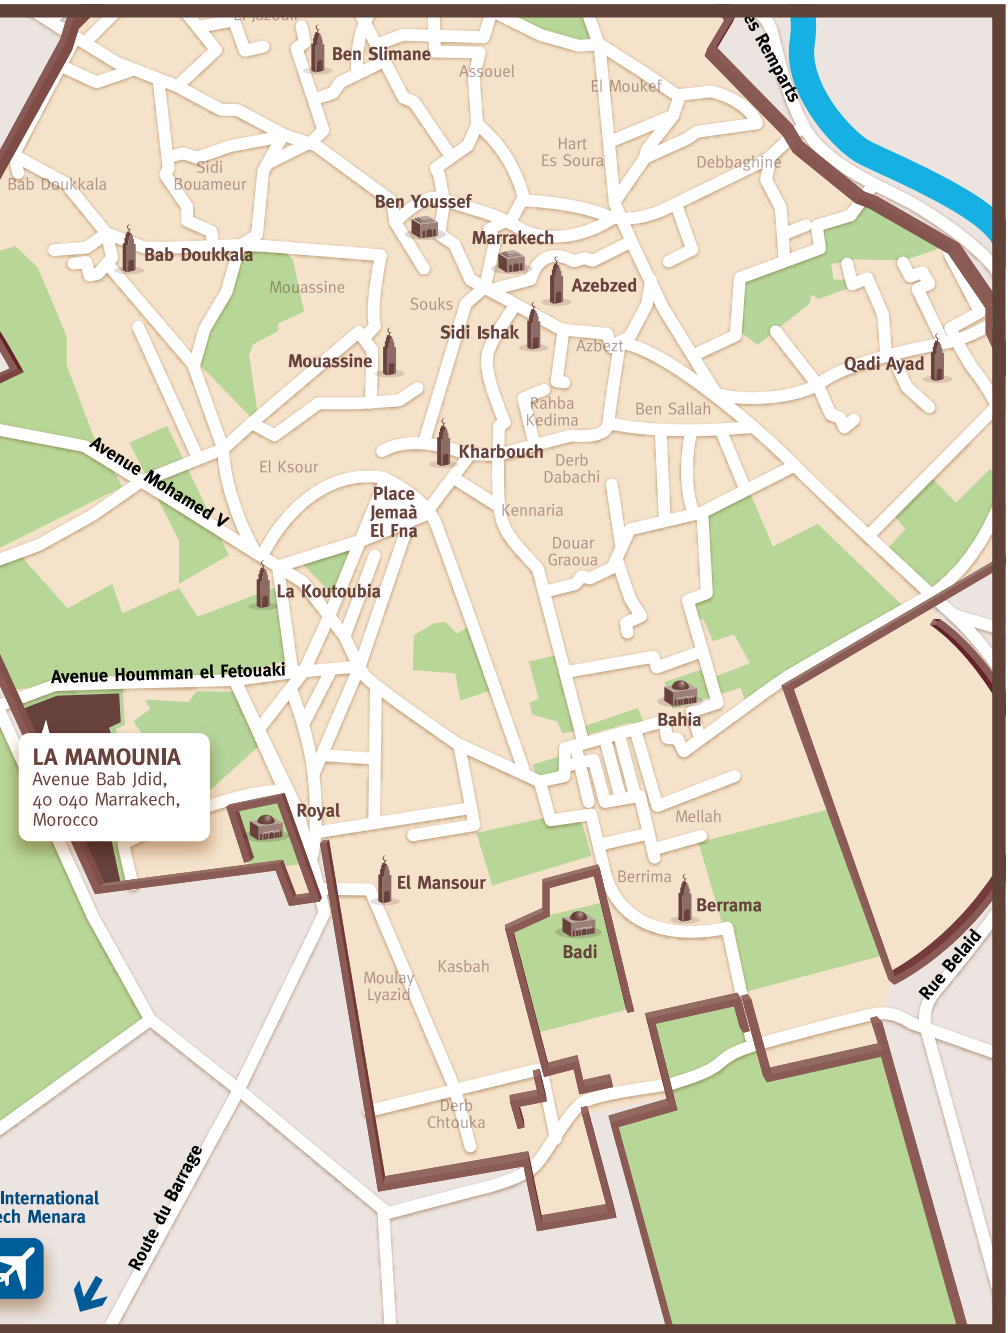 El Jazouli
Ben Slimane
Assouel
El Moukef
es Remparts
Hart
Es Soura
Debbaghine
Sidi
Bouameur
Bab Doukkala
Ben Youssef
Marrakech
Bab Doukkala
Azebzed
Mouassine
Souks
Sidi Ishak
Azbezt
Mouassine
Qadi Ayad
Rahba
Kedima
Ben Sallah
Avenue Mohamed V
Kharbouch
El Ksour
Derb
Dabachi
Place
Jemaà
El Fna
Kennaria
Douar
Graoua
La Koutoubia
Avenue Houmman el Fetouaki
Bahia
LA MAMOUNIA
Avenue Bab Jdid,
40 040 Marrakech,
Morocco
Royal
Mellah
El Mansour
Berrima
Berrama
Badi
Kasbah
Moulay
Lyazid
Rue Belaid
Derb
Chtouka
Route du Barrage
International
ech Menara